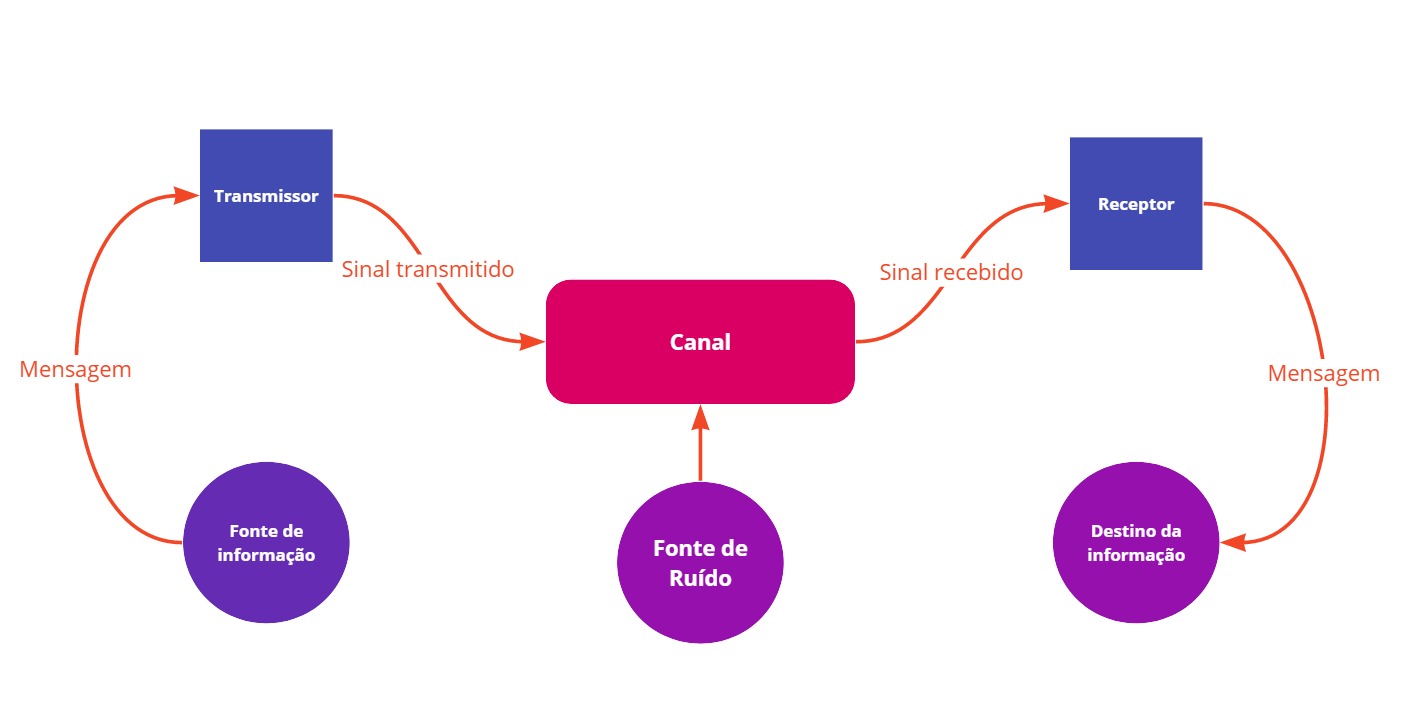 Transmissor
Receptor
Sinal transmitido
Sinal recebido
Canal
Mensagem
Mensagem
Fonte de
informação
Fonte de
Ruído
Destino da
informação